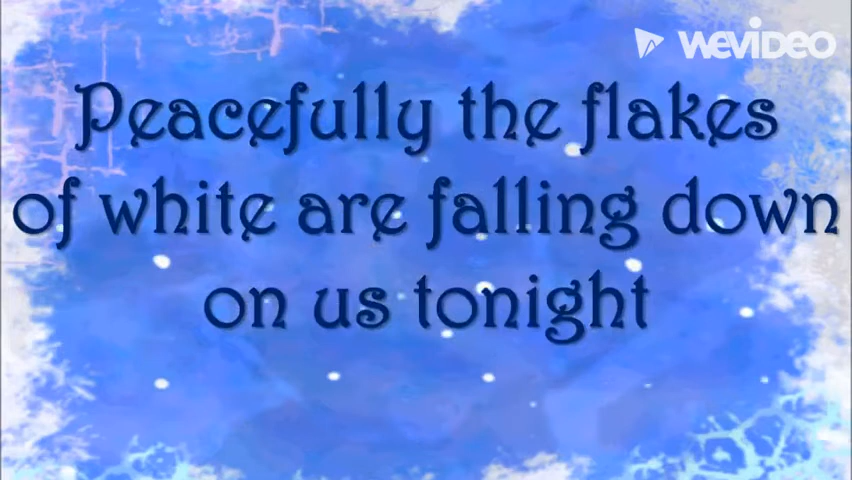 WeVideo
Peacefully the flakes
of white are falling down
on us tonight